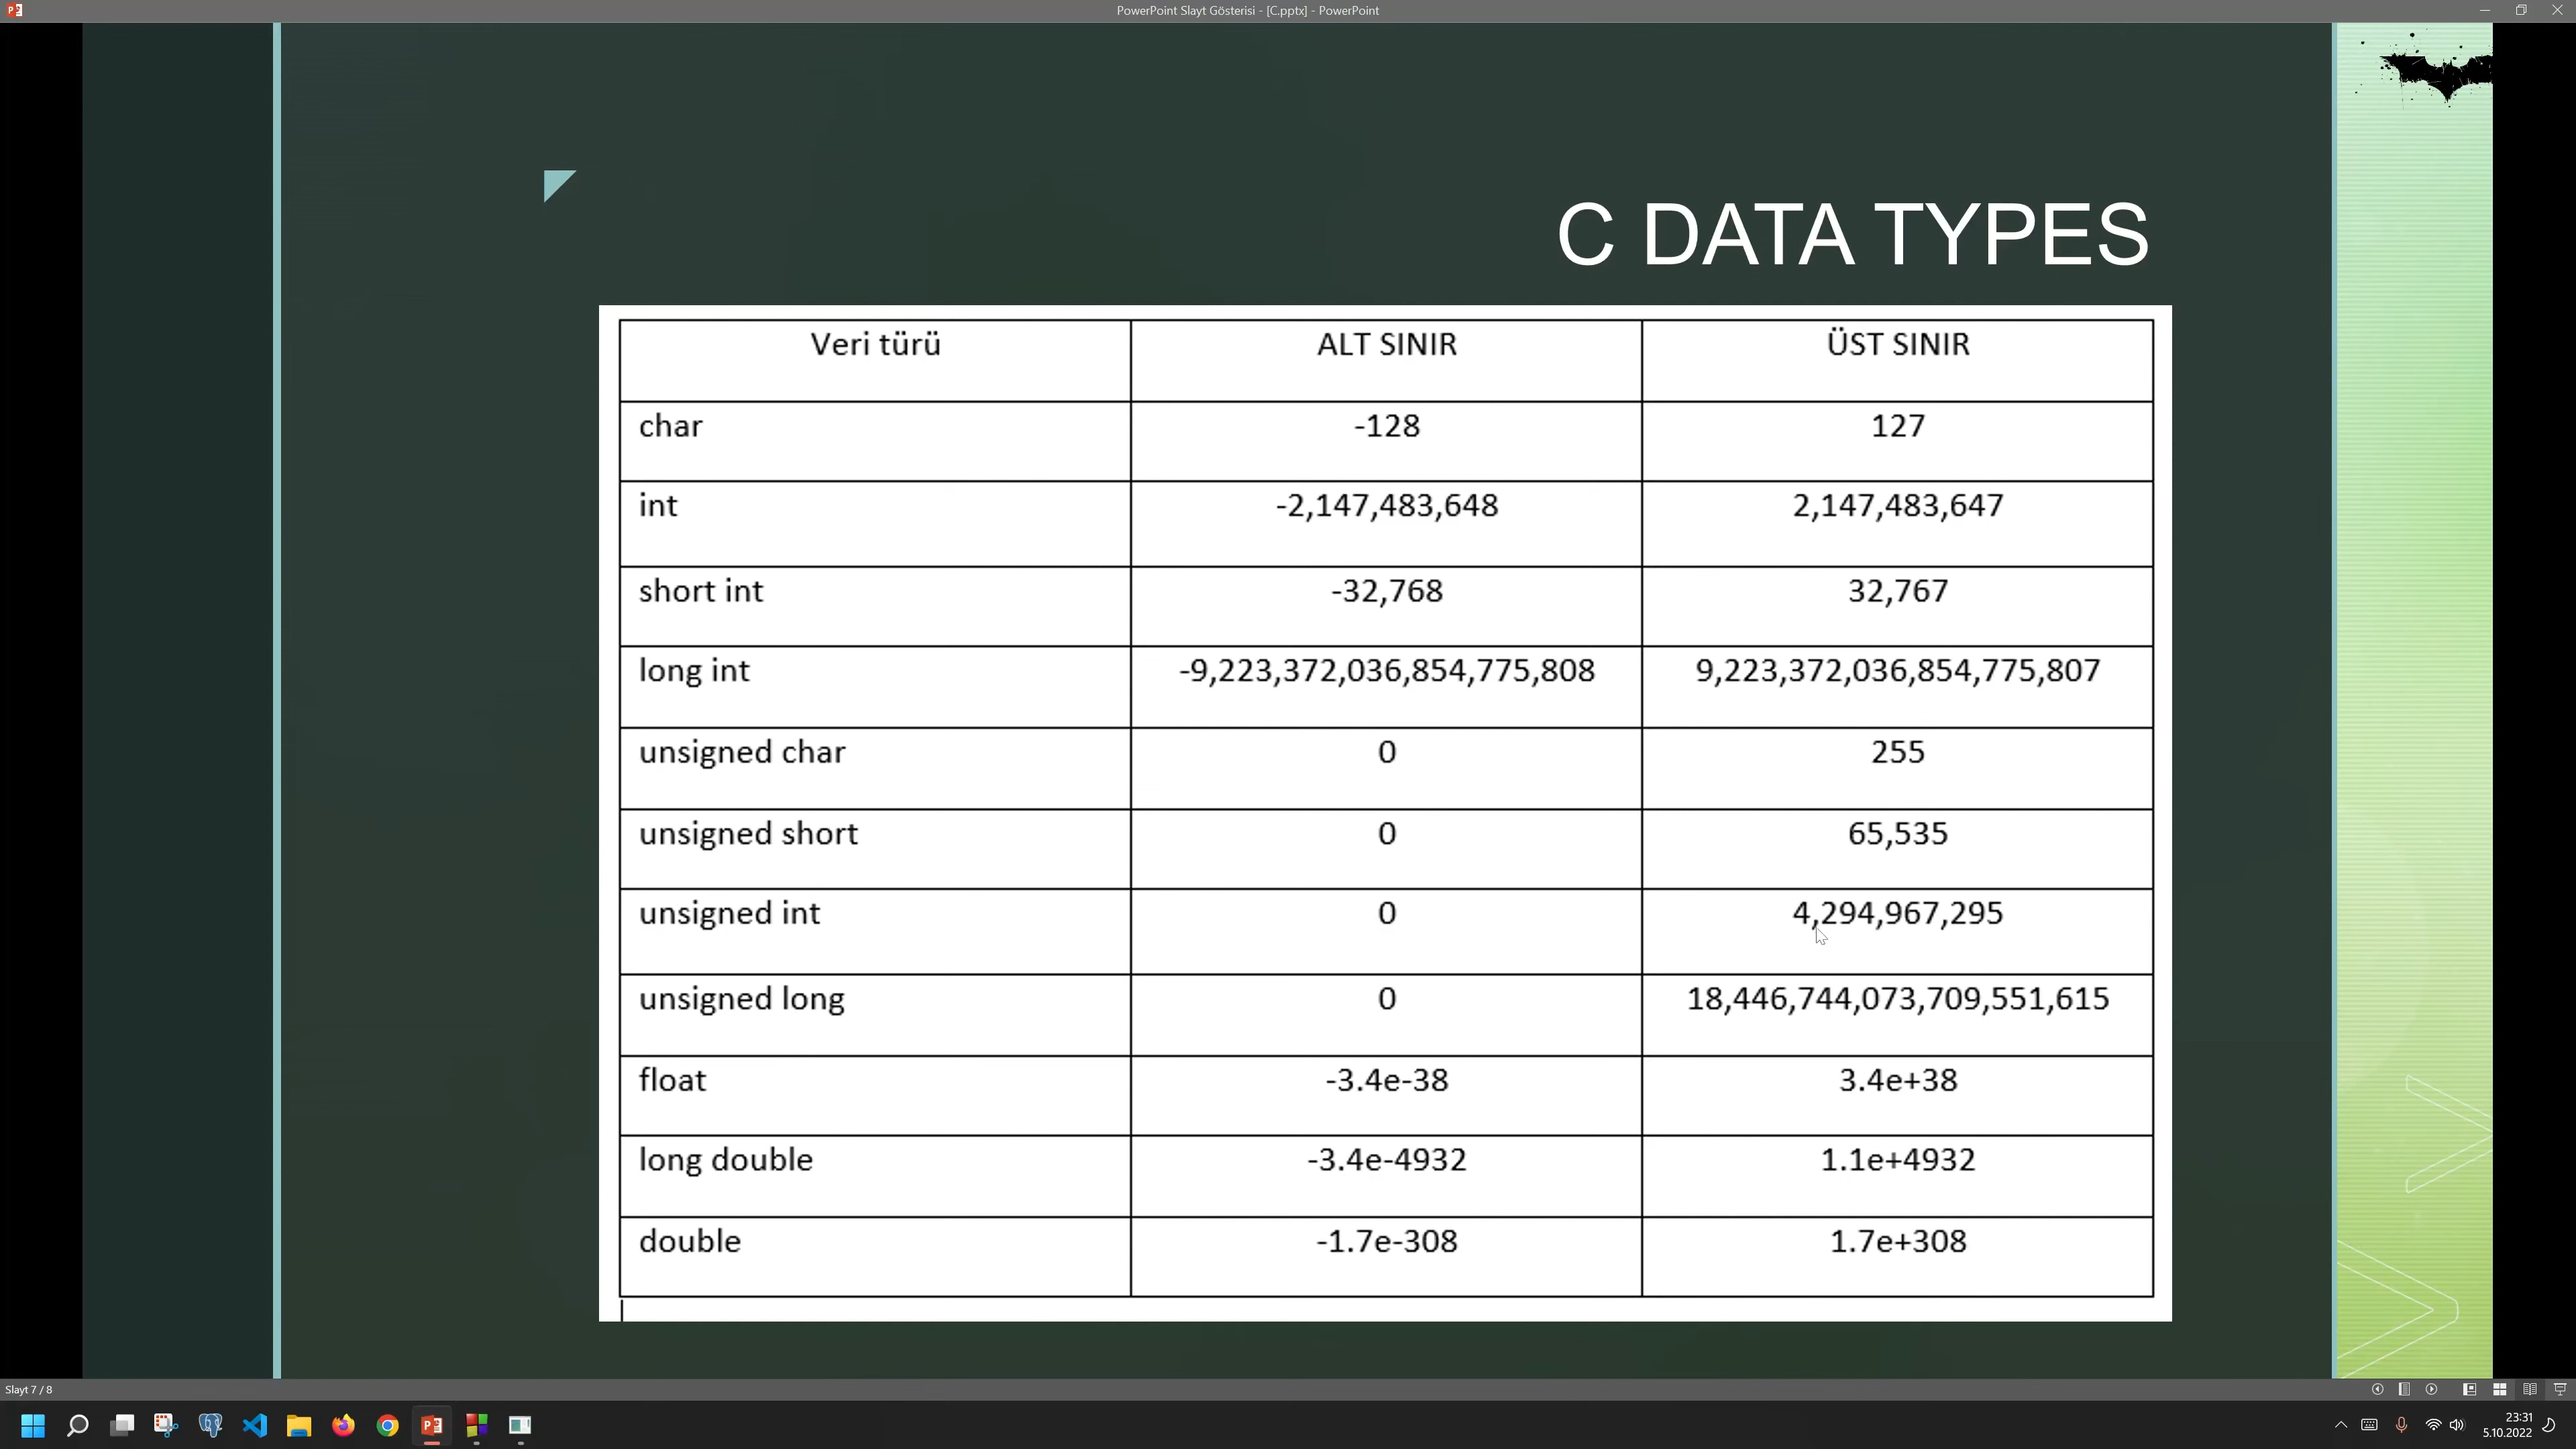 PowerPoint Slayt Gösterisi - [C.pptx] - PowerPoint
C DATA TYPES
Veri türü ALT SINIR ÜST SINIR
char -128 127
int -2,147,483,648 2,147,483,647
short int -32,768 32,767
long int -9,223,372,036,854,775,808 9,223,372,036,854,775,807
unsigned char 0 255
unsigned short 0 65,535
unsigned int 0 4,294,967,295
unsigned long 0 18,446,744,073,709,551,615
float -3.4e-38 3.4e+38
long double -3.4e-4932 1.1e+4932
double -1.7e-308 1.7e+308
Slayt 7 / 8
23:31
5.10.2022